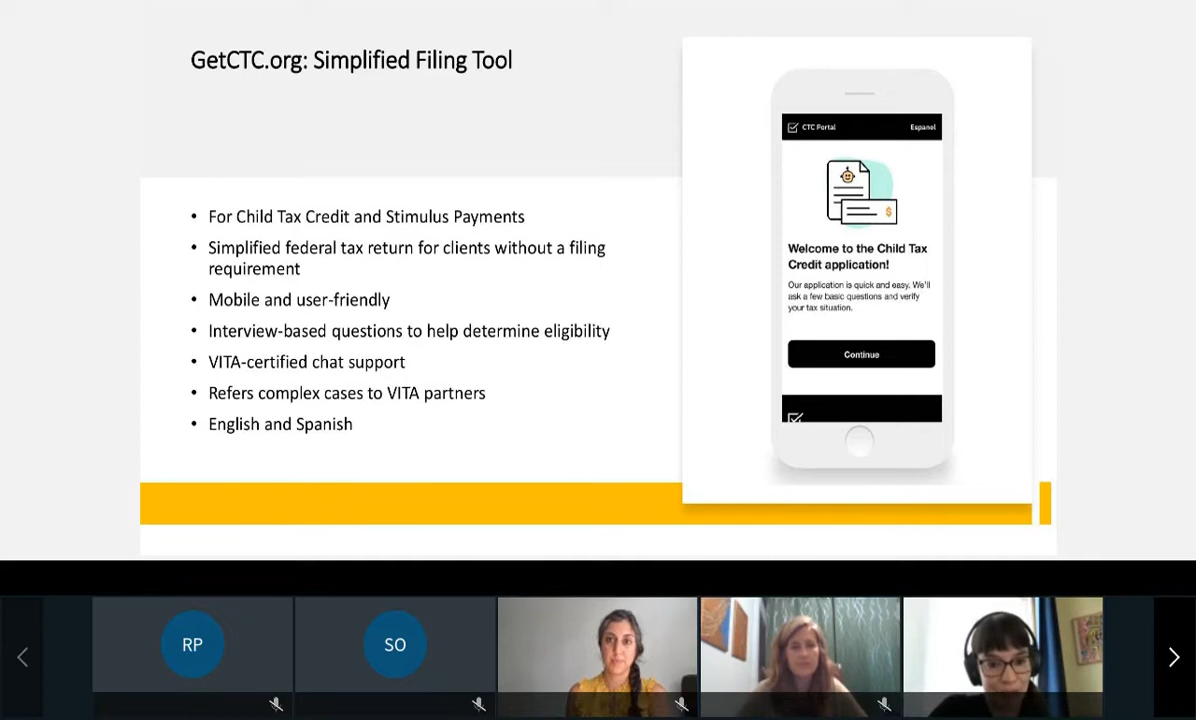 GetCTC.org: Simplified Filing Tool
• For Child Tax Credit and Stimulus Payments
• Simplified federal tax return for clients without a filing
requirement
• Mobile and user-friendly
• Interview-based questions to help determine eligibility
• VITA-certified chat support
• Refers complex cases to VITA partners
• English and Spanish
CTC Portal Espanol
$
Welcome to the Child Tax
Credit application!
Our application is quick and easy. We'll
ask a few basic questions and verify
your tax situation.
Continue
RP
SO